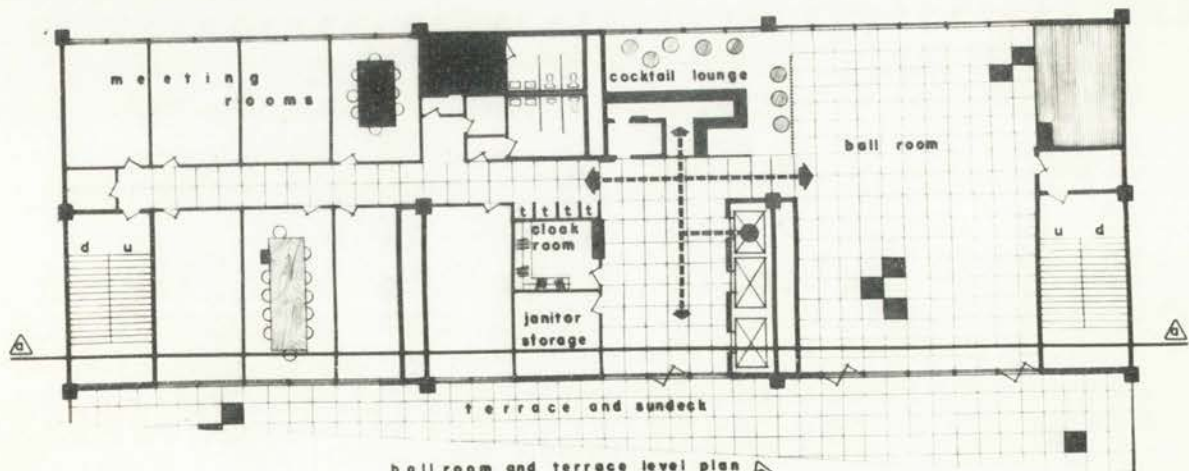 meeting
rooms
cocktail lounge
ball room
t t t t
cloak
room
d u
u d
janitor
storage
a
a
terrace and sundeck
ballroom and terrace level plan